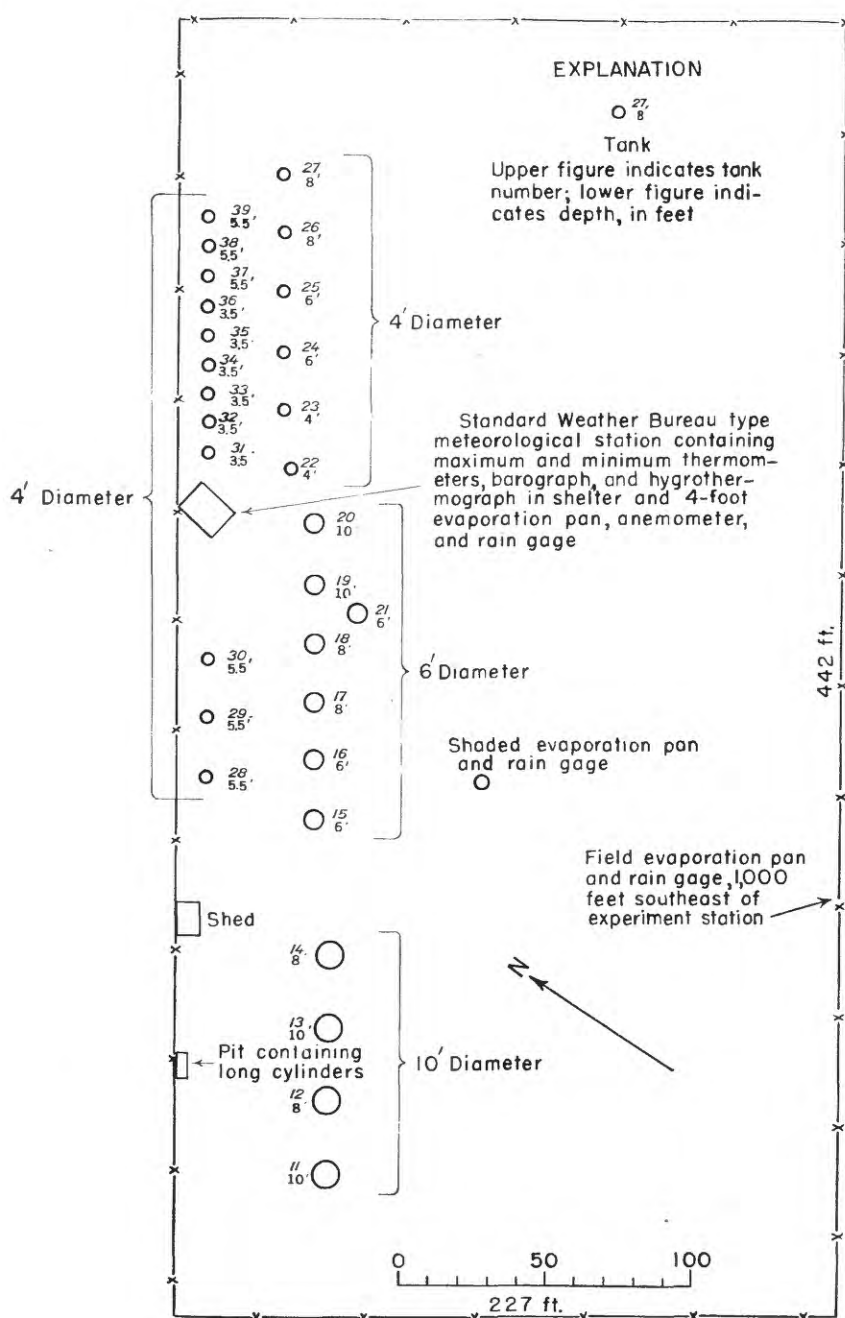 EXPLANATION
27,
8
Tank
Upper figure indicates tank
number; lower figure indi-
cates depth, in feet
27,
8
39
5.5'
26
8'
38
5.5'
37
5.5'
25
6'
36
3.5'
4' Diameter
35
3.5'
24
6'
34
3.5'
33
3.5'
23
4'
32
3.5'
31
3.5
22
4'
Standard Weather Bureau type
meteorological station containing
maximum and minimum thermom-
eters, barograph, and hygrother-
mograph in shelter and 4-foot
evaporation pan, anemometer,
and rain gage
4' Diameter
20
10
19
10'
21
6'
18
8'
30
5.5'
6' Diameter
442 ft.
17
8'
29
5.5'
Shaded evaporation pan
and rain gage
16
6'
28
5.5'
15
6'
Field evaporation pan
and rain gage, 1,000
feet southeast of
experiment station
Shed
14
8'
N
13
10'
Pit containing
long cylinders
10' Diameter
12
8'
11
10'
0 50 100
227 ft.